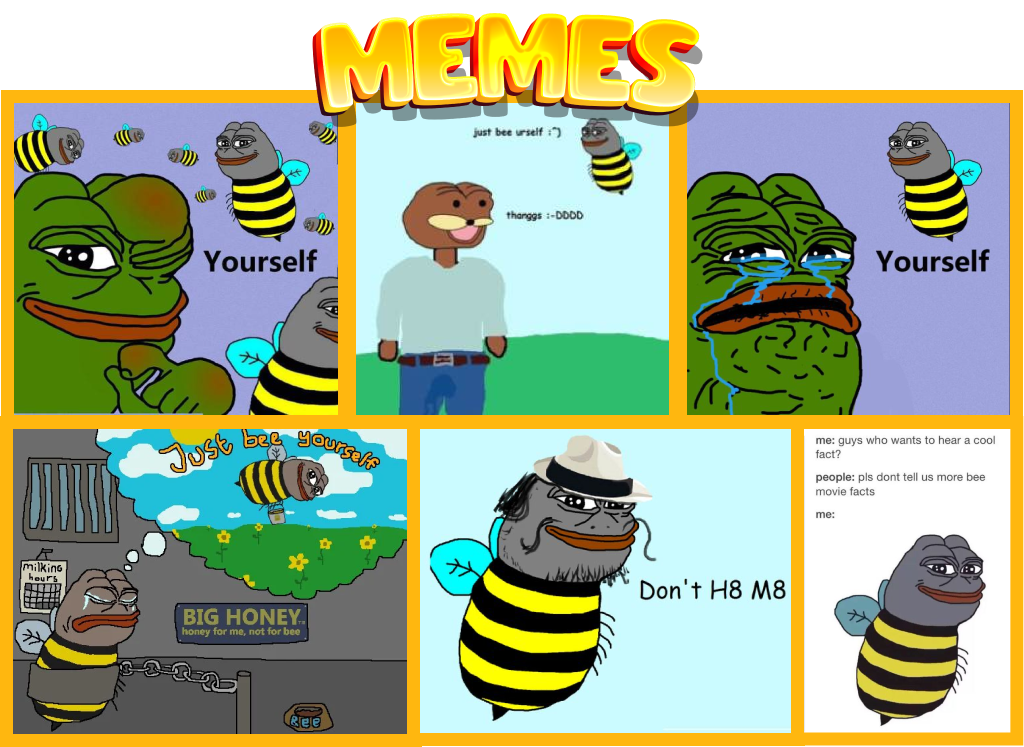 MEMES
Yourself
just bee urself :^)
thanggs :-DDDD
Yourself
Just bee yourself
milking
hours
BIG HONEY™
honey for me, not for bee
BEE
Don't H8 M8
me: guys who wants to hear a cool
fact?
people: pls dont tell us more bee
movie facts
me: